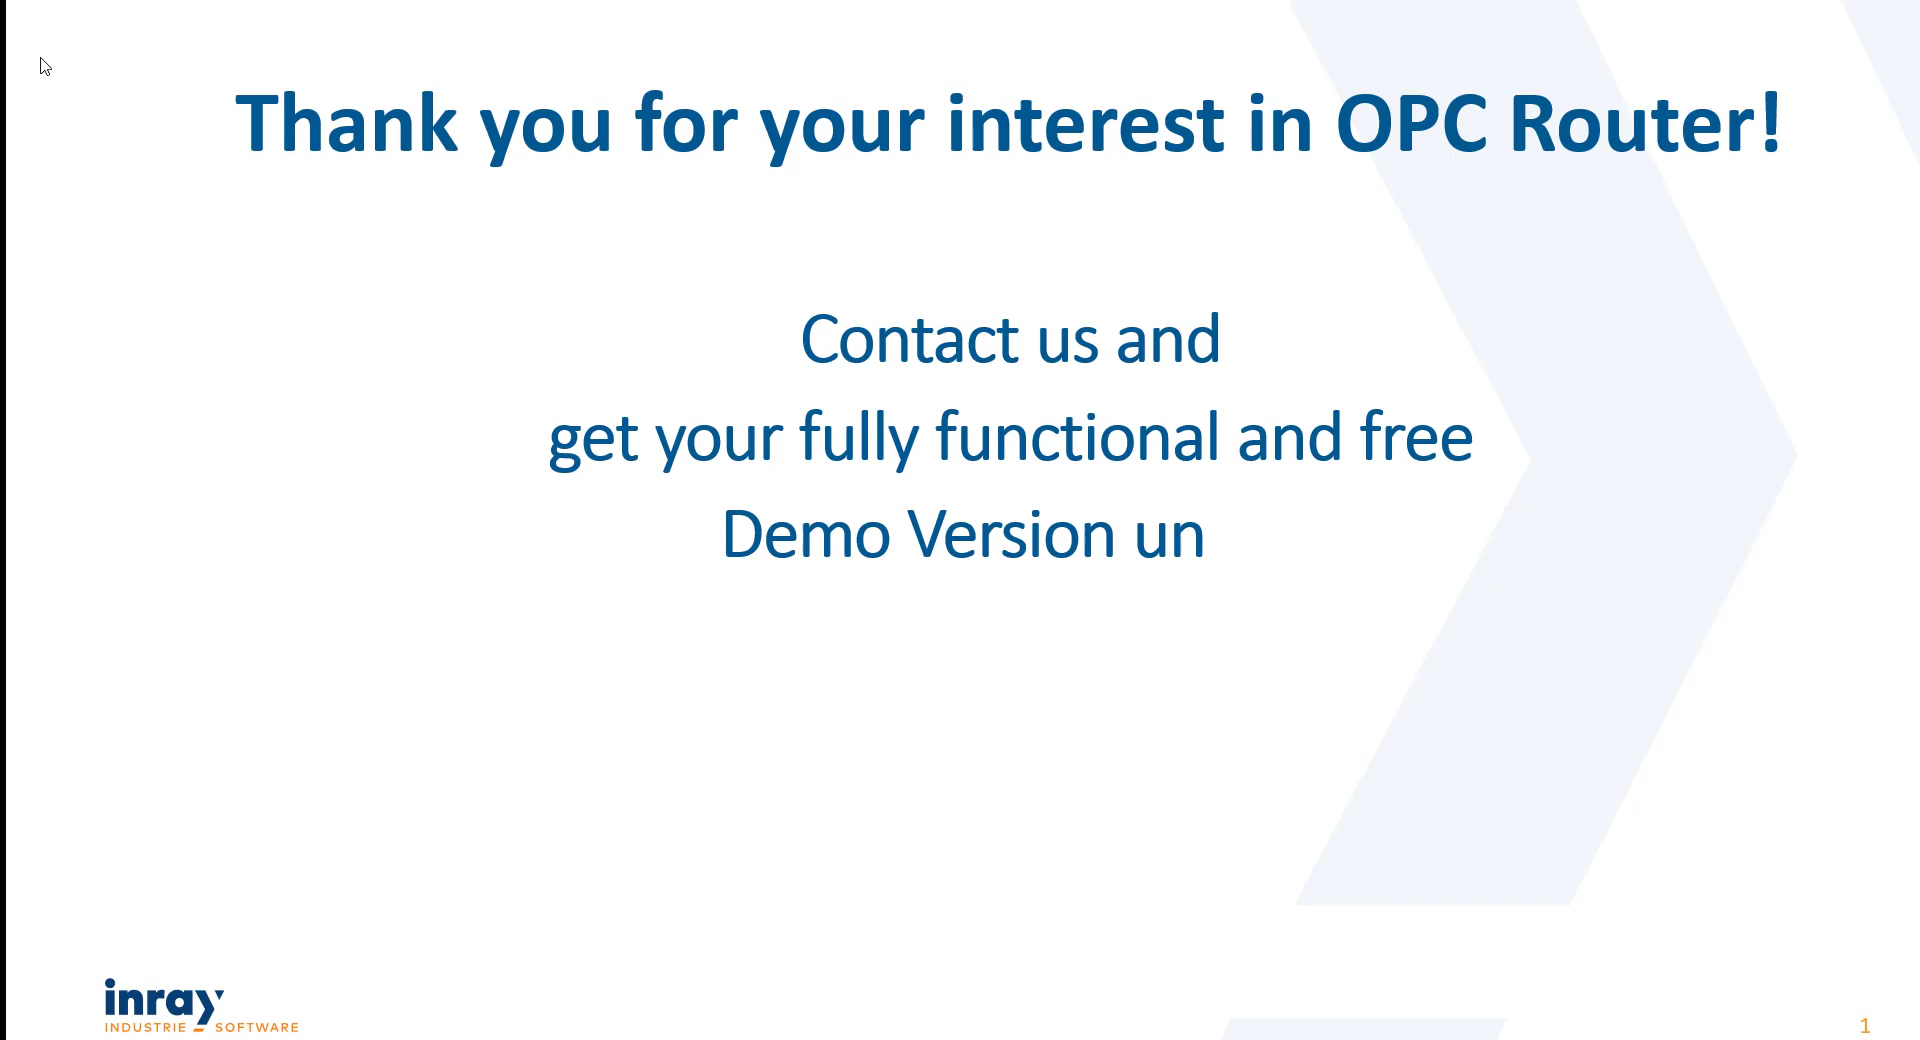 Thank you for your interest in OPC Router!
Contact us and
get your fully functional and free
Demo Version un
inray
INDUSTRIE SOFTWARE
1